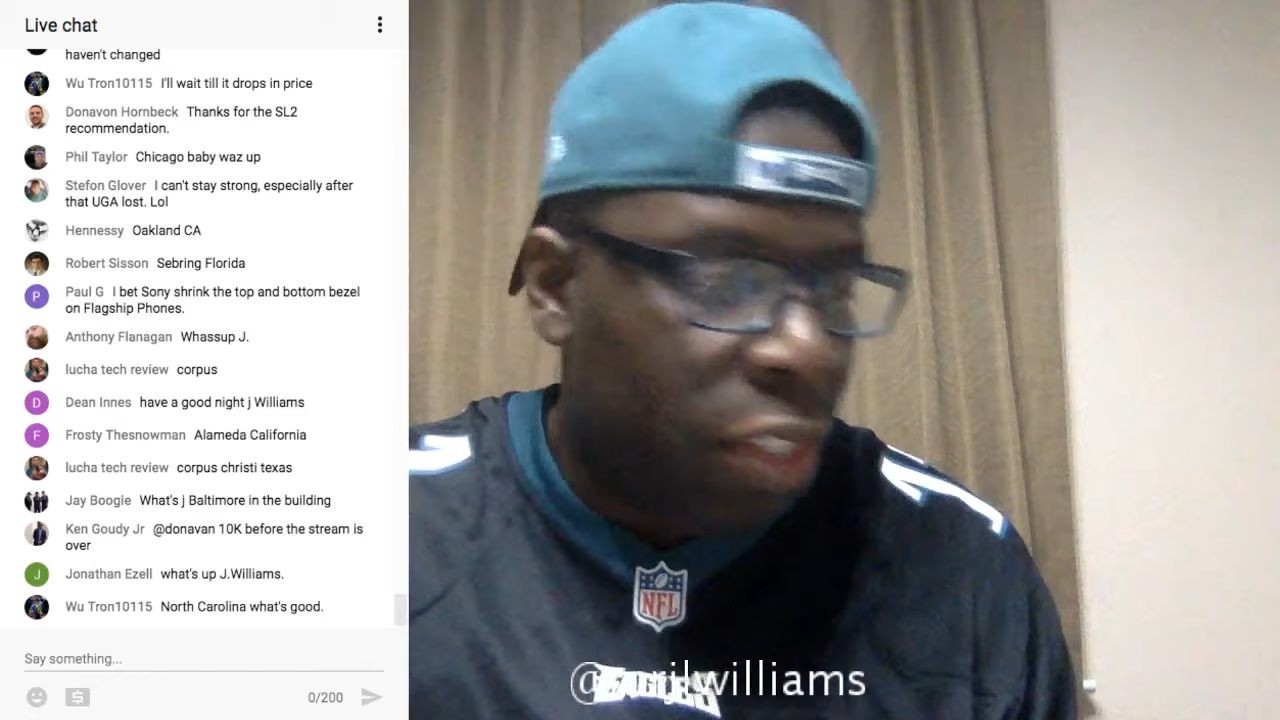 Live chat
haven't changed
Wu Tron10115 I'll wait till it drops in price
Donavon Hornbeck Thanks for the SL2
recommendation.
Phil Taylor Chicago baby waz up
Stefon Glover I can't stay strong, especially after
that UGA lost. Lol
Hennessy Oakland CA
Robert Sisson Sebring Florida
P
Paul G I bet Sony shrink the top and bottom bezel
on Flagship Phones.
Anthony Flanagan Whassup J.
lucha tech review corpus
D
Dean Innes have a good night j Williams
F
Frosty Thesnowman Alameda California
lucha tech review corpus christi texas
Jay Boogie What's j Baltimore in the building
Ken Goudy Jr @donavan 10K before the stream is
over
J
Jonathan Ezell what's up J.Williams.
Wu Tron10115 North Carolina what's good.
Say something...
0/200
NFL
EAGLES